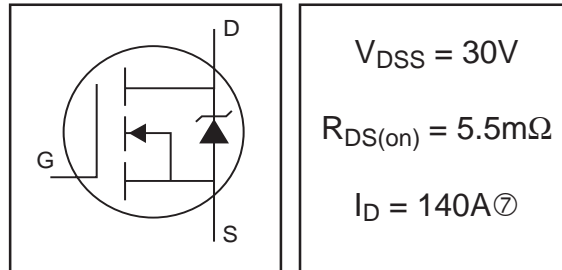 D
G
S
V_DSS = 30V
R_DS(on) = 5.5mΩ
I_D = 140A⑦